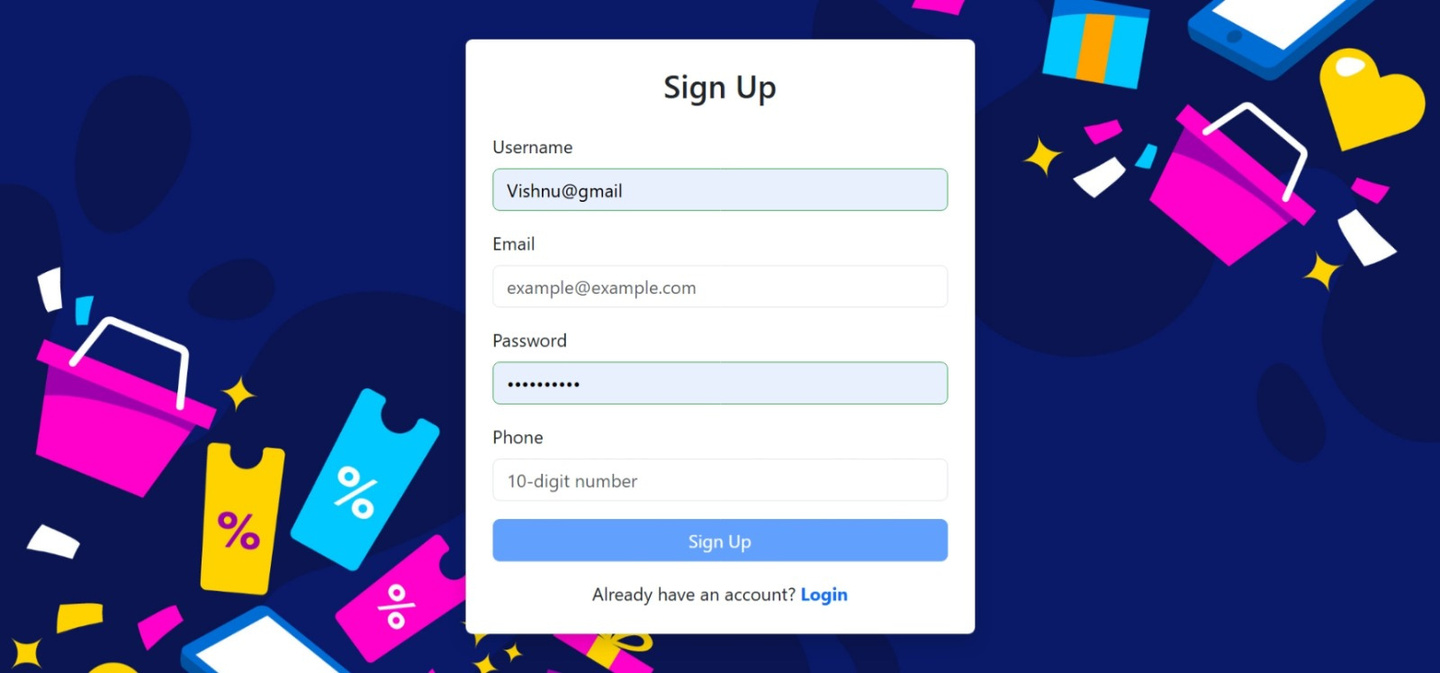 Sign Up
Username
Vishnu@gmail
Email
example@example.com
Password
••••••••••
Phone
10-digit number
Sign Up
Already have an account? Login
%
%
%